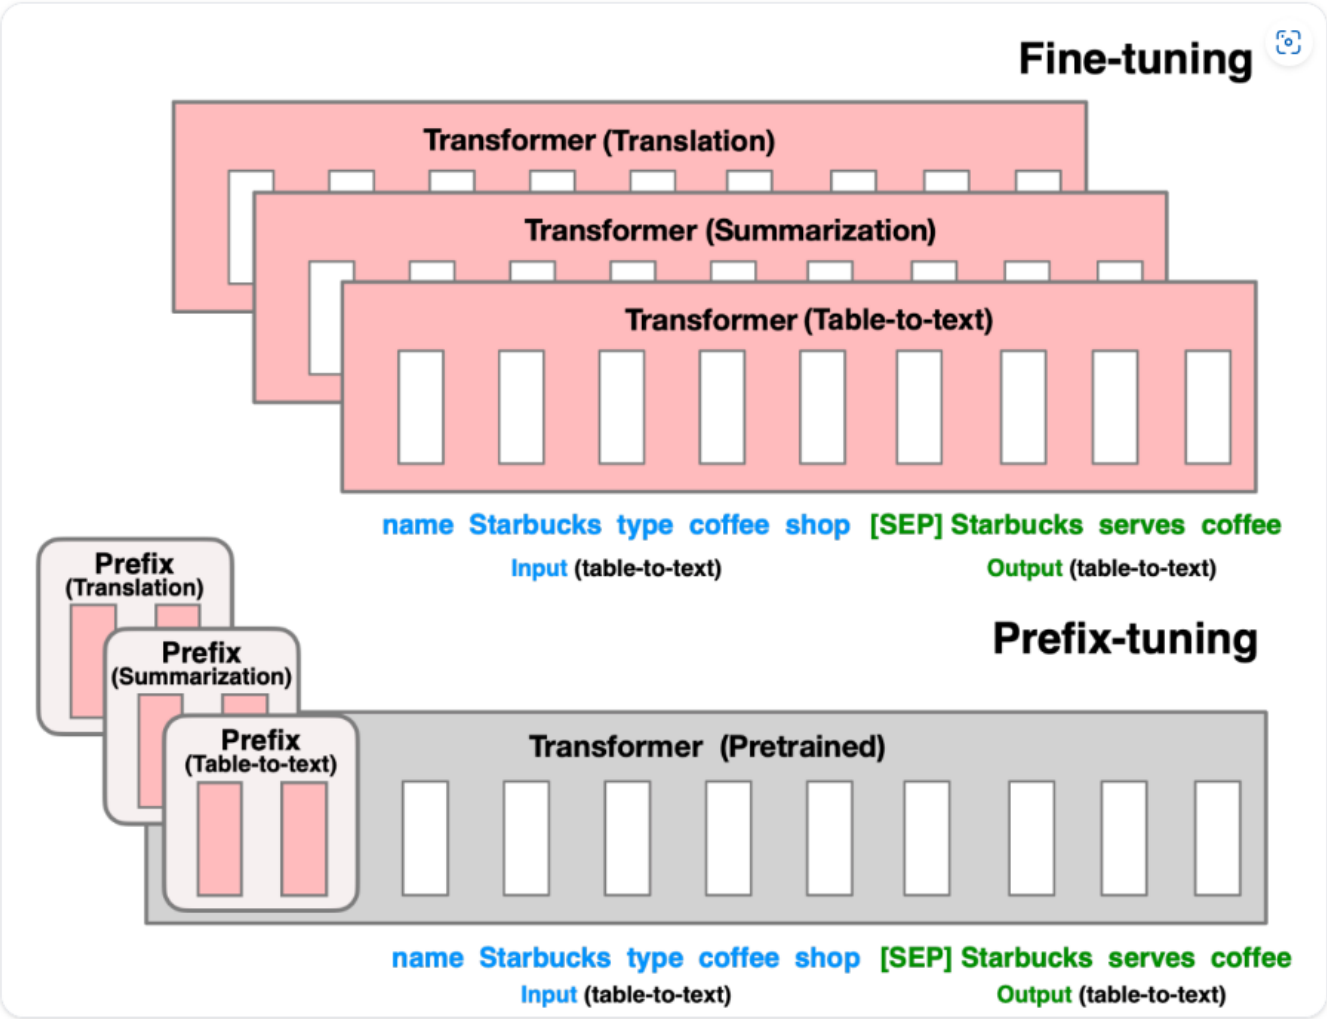 Fine-tuning
Transformer (Translation)
Transformer (Summarization)
Transformer (Table-to-text)
name Starbucks type coffee shop [SEP] Starbucks serves coffee
Input (table-to-text) Output (table-to-text)
Prefix
(Translation)
Prefix-tuning
Prefix
(Summarization)
Prefix
(Table-to-text)
Transformer (Pretrained)
name Starbucks type coffee shop [SEP] Starbucks serves coffee
Input (table-to-text) Output (table-to-text)